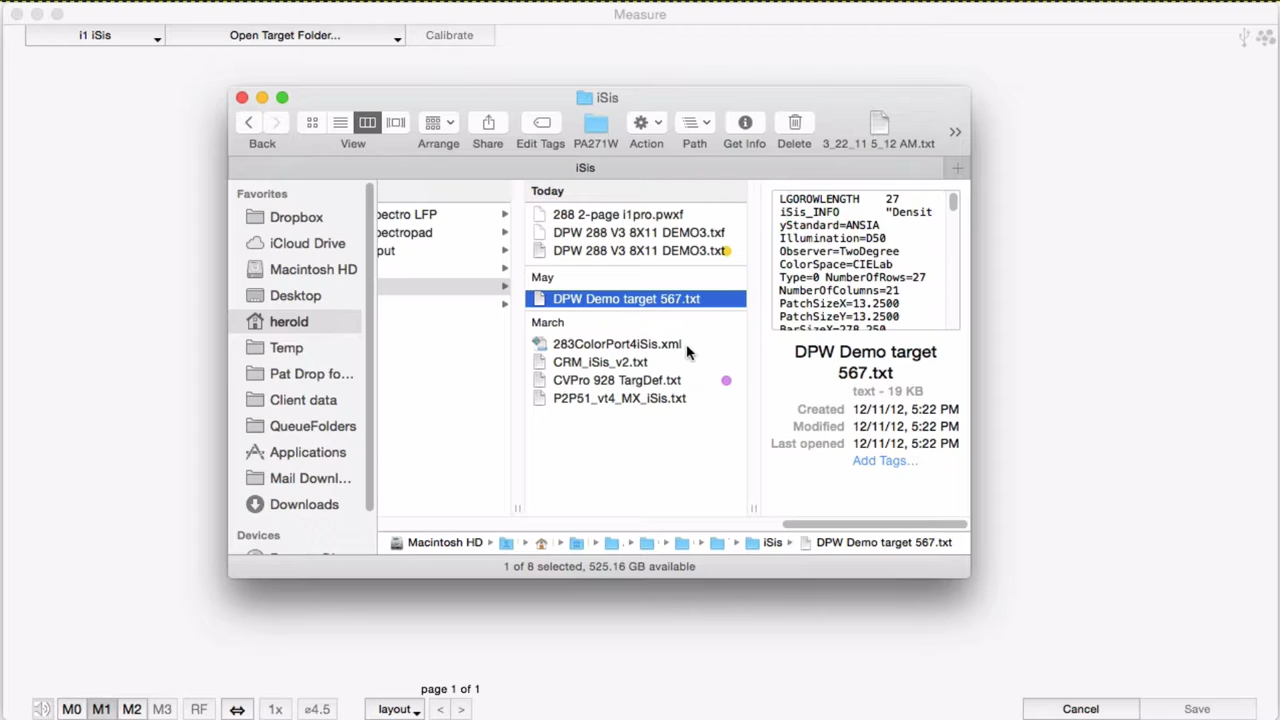 Measure
i1 iSis
Open Target Folder...
Calibrate
iSis
Back
View
Arrange
Share
Edit Tags
PA271W
Action
Path
Get Info
Delete
3_22_11 5_12 AM.txt
iSis
Favorites
Dropbox
iCloud Drive
Macintosh HD
Desktop
herold
Temp
Pat Drop fo...
Client data
QueueFolders
Applications
Mail Downl...
Downloads
Devices
pectro LFP
pectropad
put
Today
288 2-page i1pro.pwxf
DPW 288 V3 8X11 DEMO3.txf
DPW 288 V3 8X11 DEMO3.txt
May
DPW Demo target 567.txt
March
283ColorPort4iSis.xml
CRM_iSis_v2.txt
CVPro 928 TargDef.txt
P2P51_vt4_MX_iSis.txt
LGOROWLENGTH 27
iSis_INFO "Densit
yStandard=ANSIA
Illumination=D50
Observer=TwoDegree
ColorSpace=CIELab
Type=0 NumberOfRows=27
NumberOfColumns=21
PatchSizeX=13.2500
PatchSizeY=13.2500
BarSizeX=278.250
DPW Demo target
567.txt
text - 19 KB
Created 12/11/12, 5:22 PM
Modified 12/11/12, 5:22 PM
Last opened 12/11/12, 5:22 PM
Add Tags...
Macintosh HD
iSis
DPW Demo target 567.txt
1 of 8 selected, 525.16 GB available
page 1 of 1
M0 M1 M2 M3 RF 1x ⌀4.5 layout < >
Cancel
Save